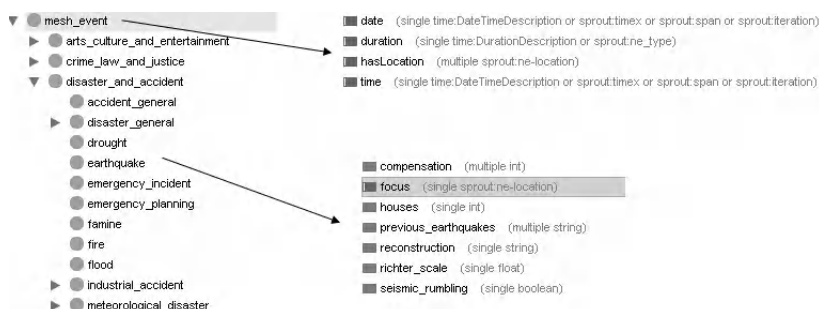 mesh_event
arts_culture_and_entertainment
crime_law_and_justice
disaster_and_accident
accident_general
disaster_general
drought
earthquake
emergency_incident
emergency_planning
famine
fire
flood
industrial_accident
meteorological_disaster
date (single time:DateTimeDescription or sprout:timex or sprout:span or sprout:iteration)
duration (single time:DurationDescription or sprout:ne_type)
hasLocation (multiple sprout:ne-location)
time (single time:DateTimeDescription or sprout:timex or sprout:span or sprout:iteration)
compensation (multiple int)
focus (single sprout:ne-location)
houses (single int)
previous_earthquakes (multiple string)
reconstruction (single string)
richter_scale (single float)
seismic_rumbling (single boolean)